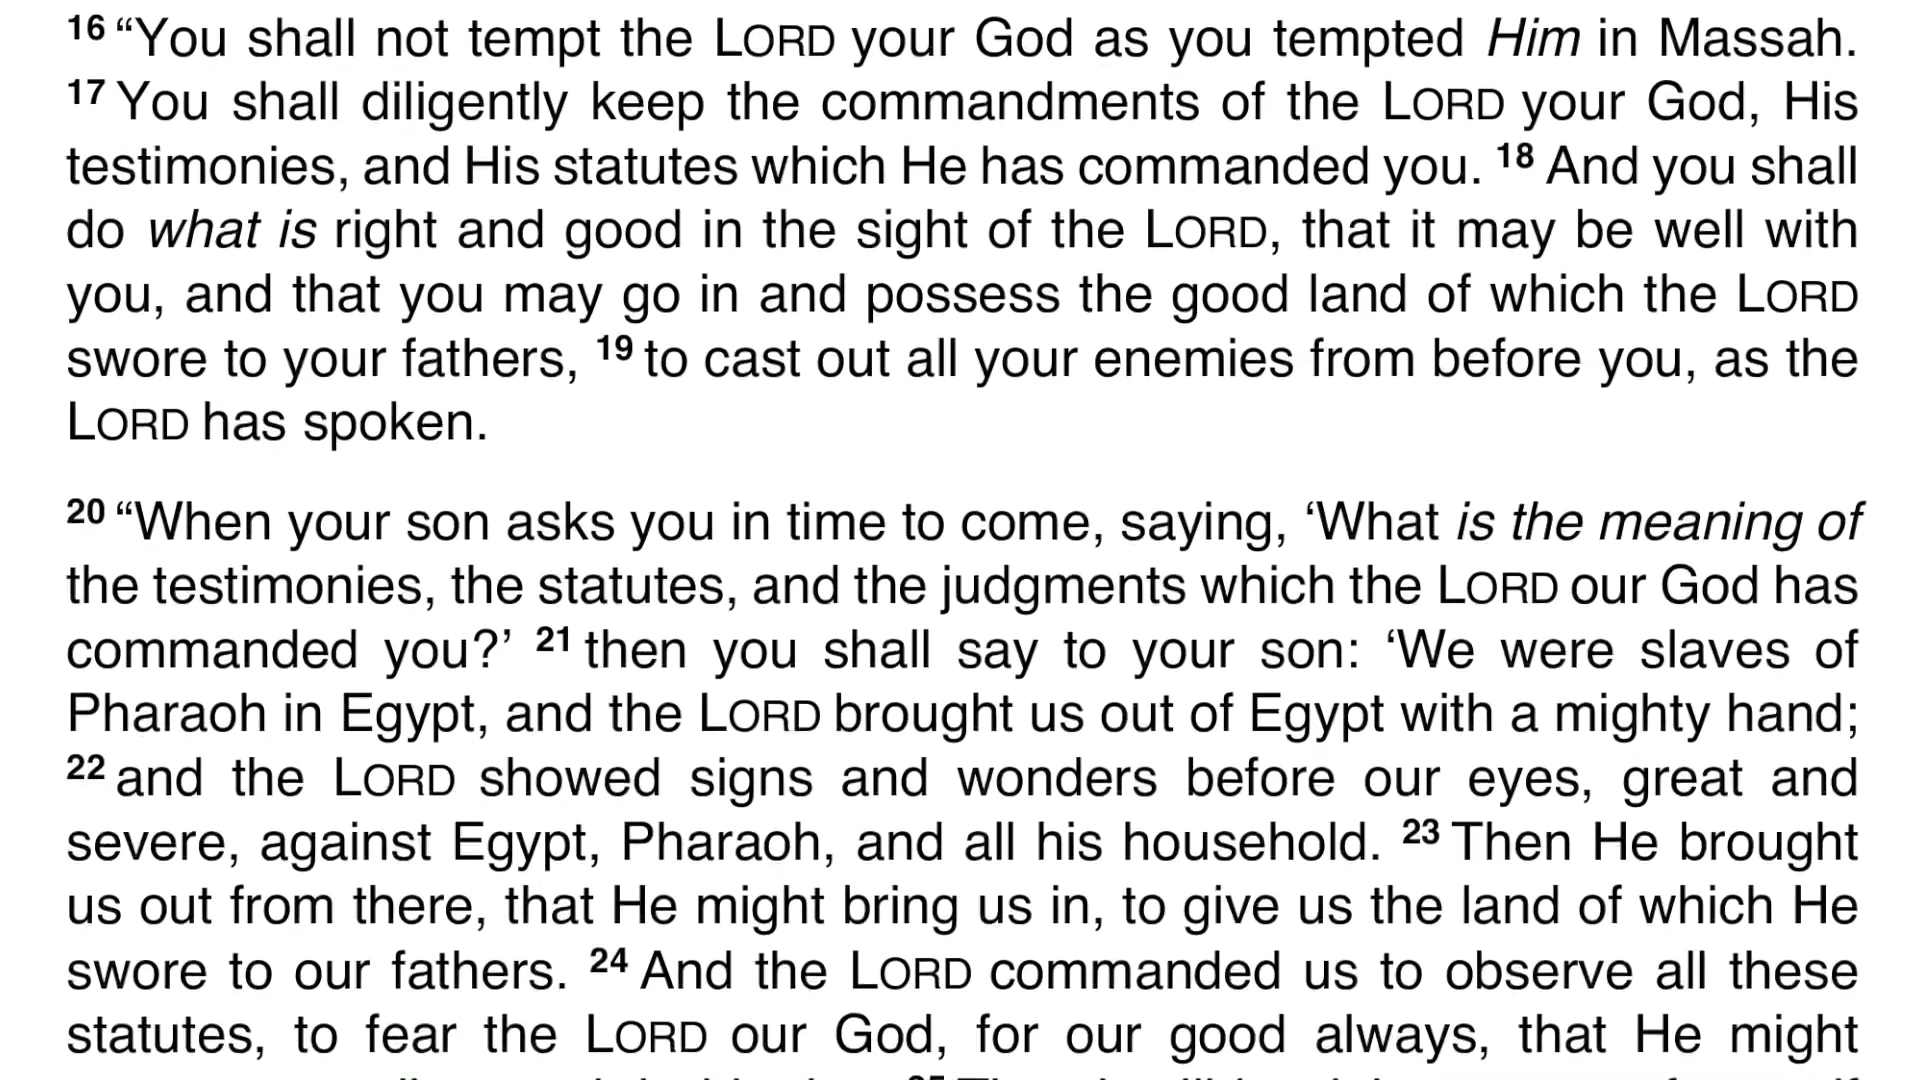 16 “You shall not tempt the LORD your God as you tempted Him in Massah.
17 You shall diligently keep the commandments of the LORD your God, His
testimonies, and His statutes which He has commanded you. 18 And you shall
do what is right and good in the sight of the LORD, that it may be well with
you, and that you may go in and possess the good land of which the LORD
swore to your fathers, 19 to cast out all your enemies from before you, as the
LORD has spoken.
20 “When your son asks you in time to come, saying, ‘What is the meaning of
the testimonies, the statutes, and the judgments which the LORD our God has
commanded you?’ 21 then you shall say to your son: ‘We were slaves of
Pharaoh in Egypt, and the LORD brought us out of Egypt with a mighty hand;
22 and the LORD showed signs and wonders before our eyes, great and
severe, against Egypt, Pharaoh, and all his household. 23 Then He brought
us out from there, that He might bring us in, to give us the land of which He
swore to our fathers. 24 And the LORD commanded us to observe all these
statutes, to fear the LORD our God, for our good always, that He might